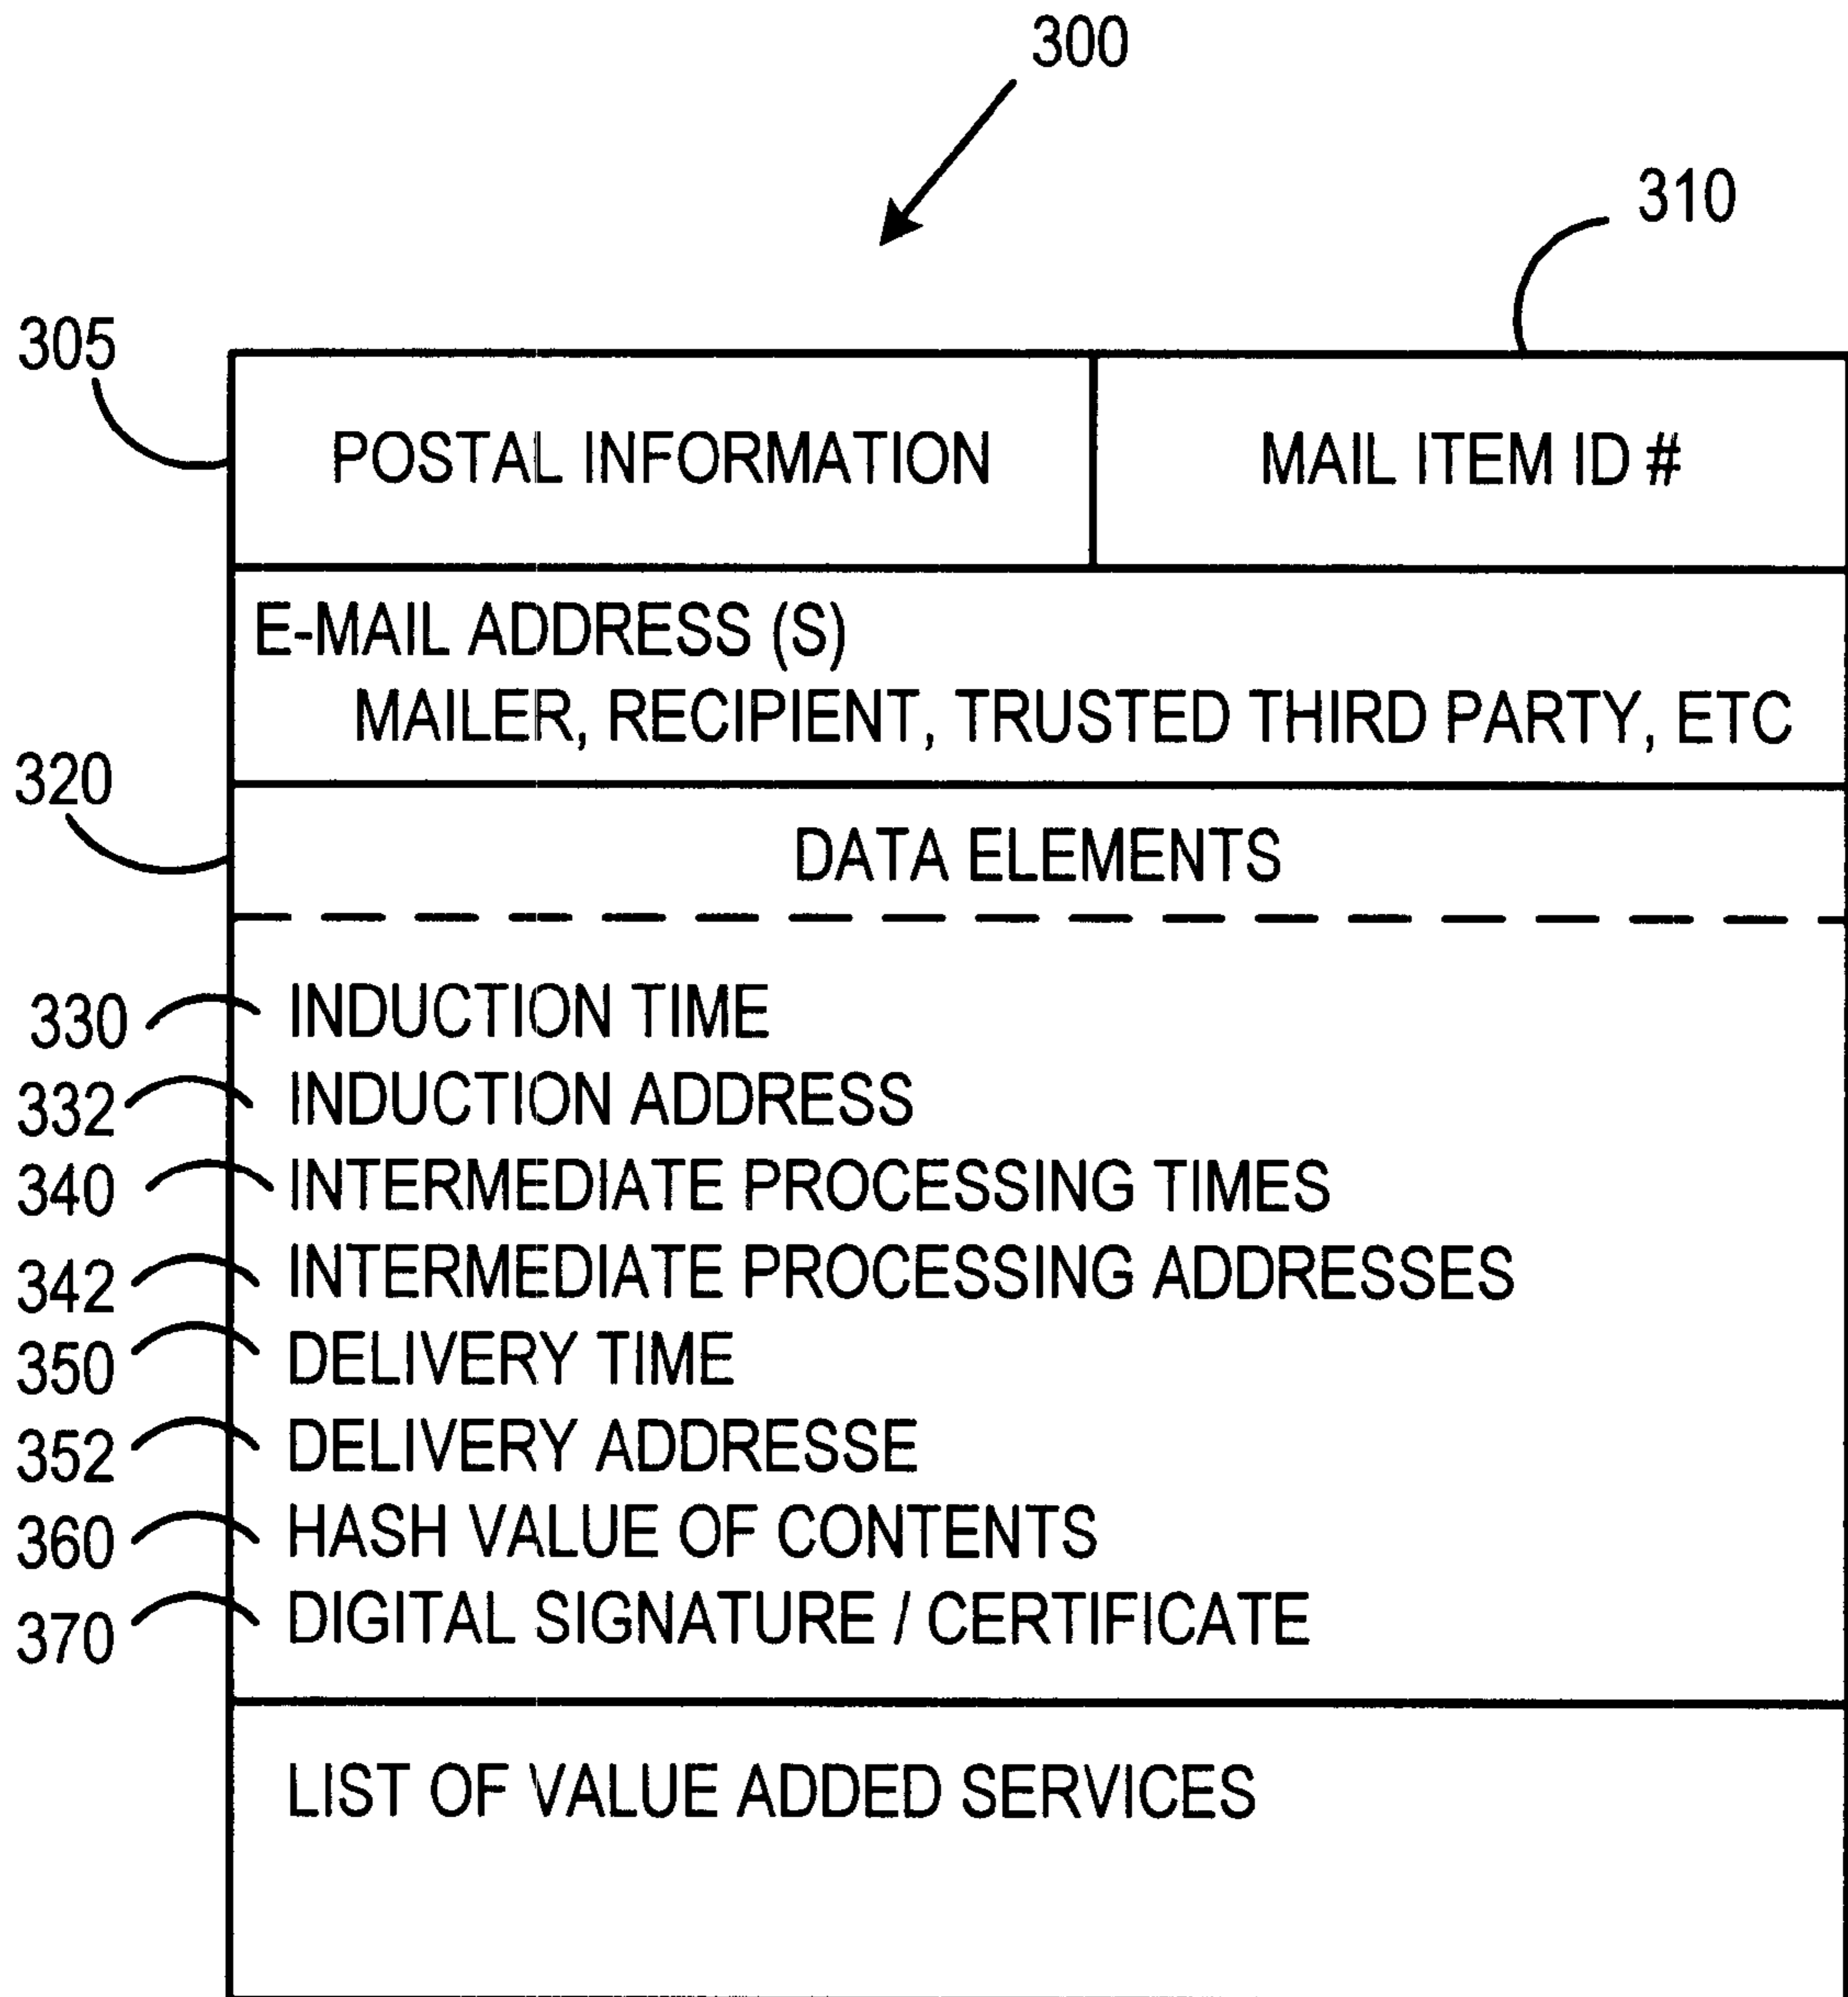 300
310
305
POSTAL INFORMATION
MAIL ITEM ID #
E-MAIL ADDRESS (S)
MAILER, RECIPIENT, TRUSTED THIRD PARTY, ETC
320
DATA ELEMENTS
330 INDUCTION TIME
332 INDUCTION ADDRESS
340 INTERMEDIATE PROCESSING TIMES
342 INTERMEDIATE PROCESSING ADDRESSES
350 DELIVERY TIME
352 DELIVERY ADDRESSE
360 HASH VALUE OF CONTENTS
370 DIGITAL SIGNATURE / CERTIFICATE
LIST OF VALUE ADDED SERVICES